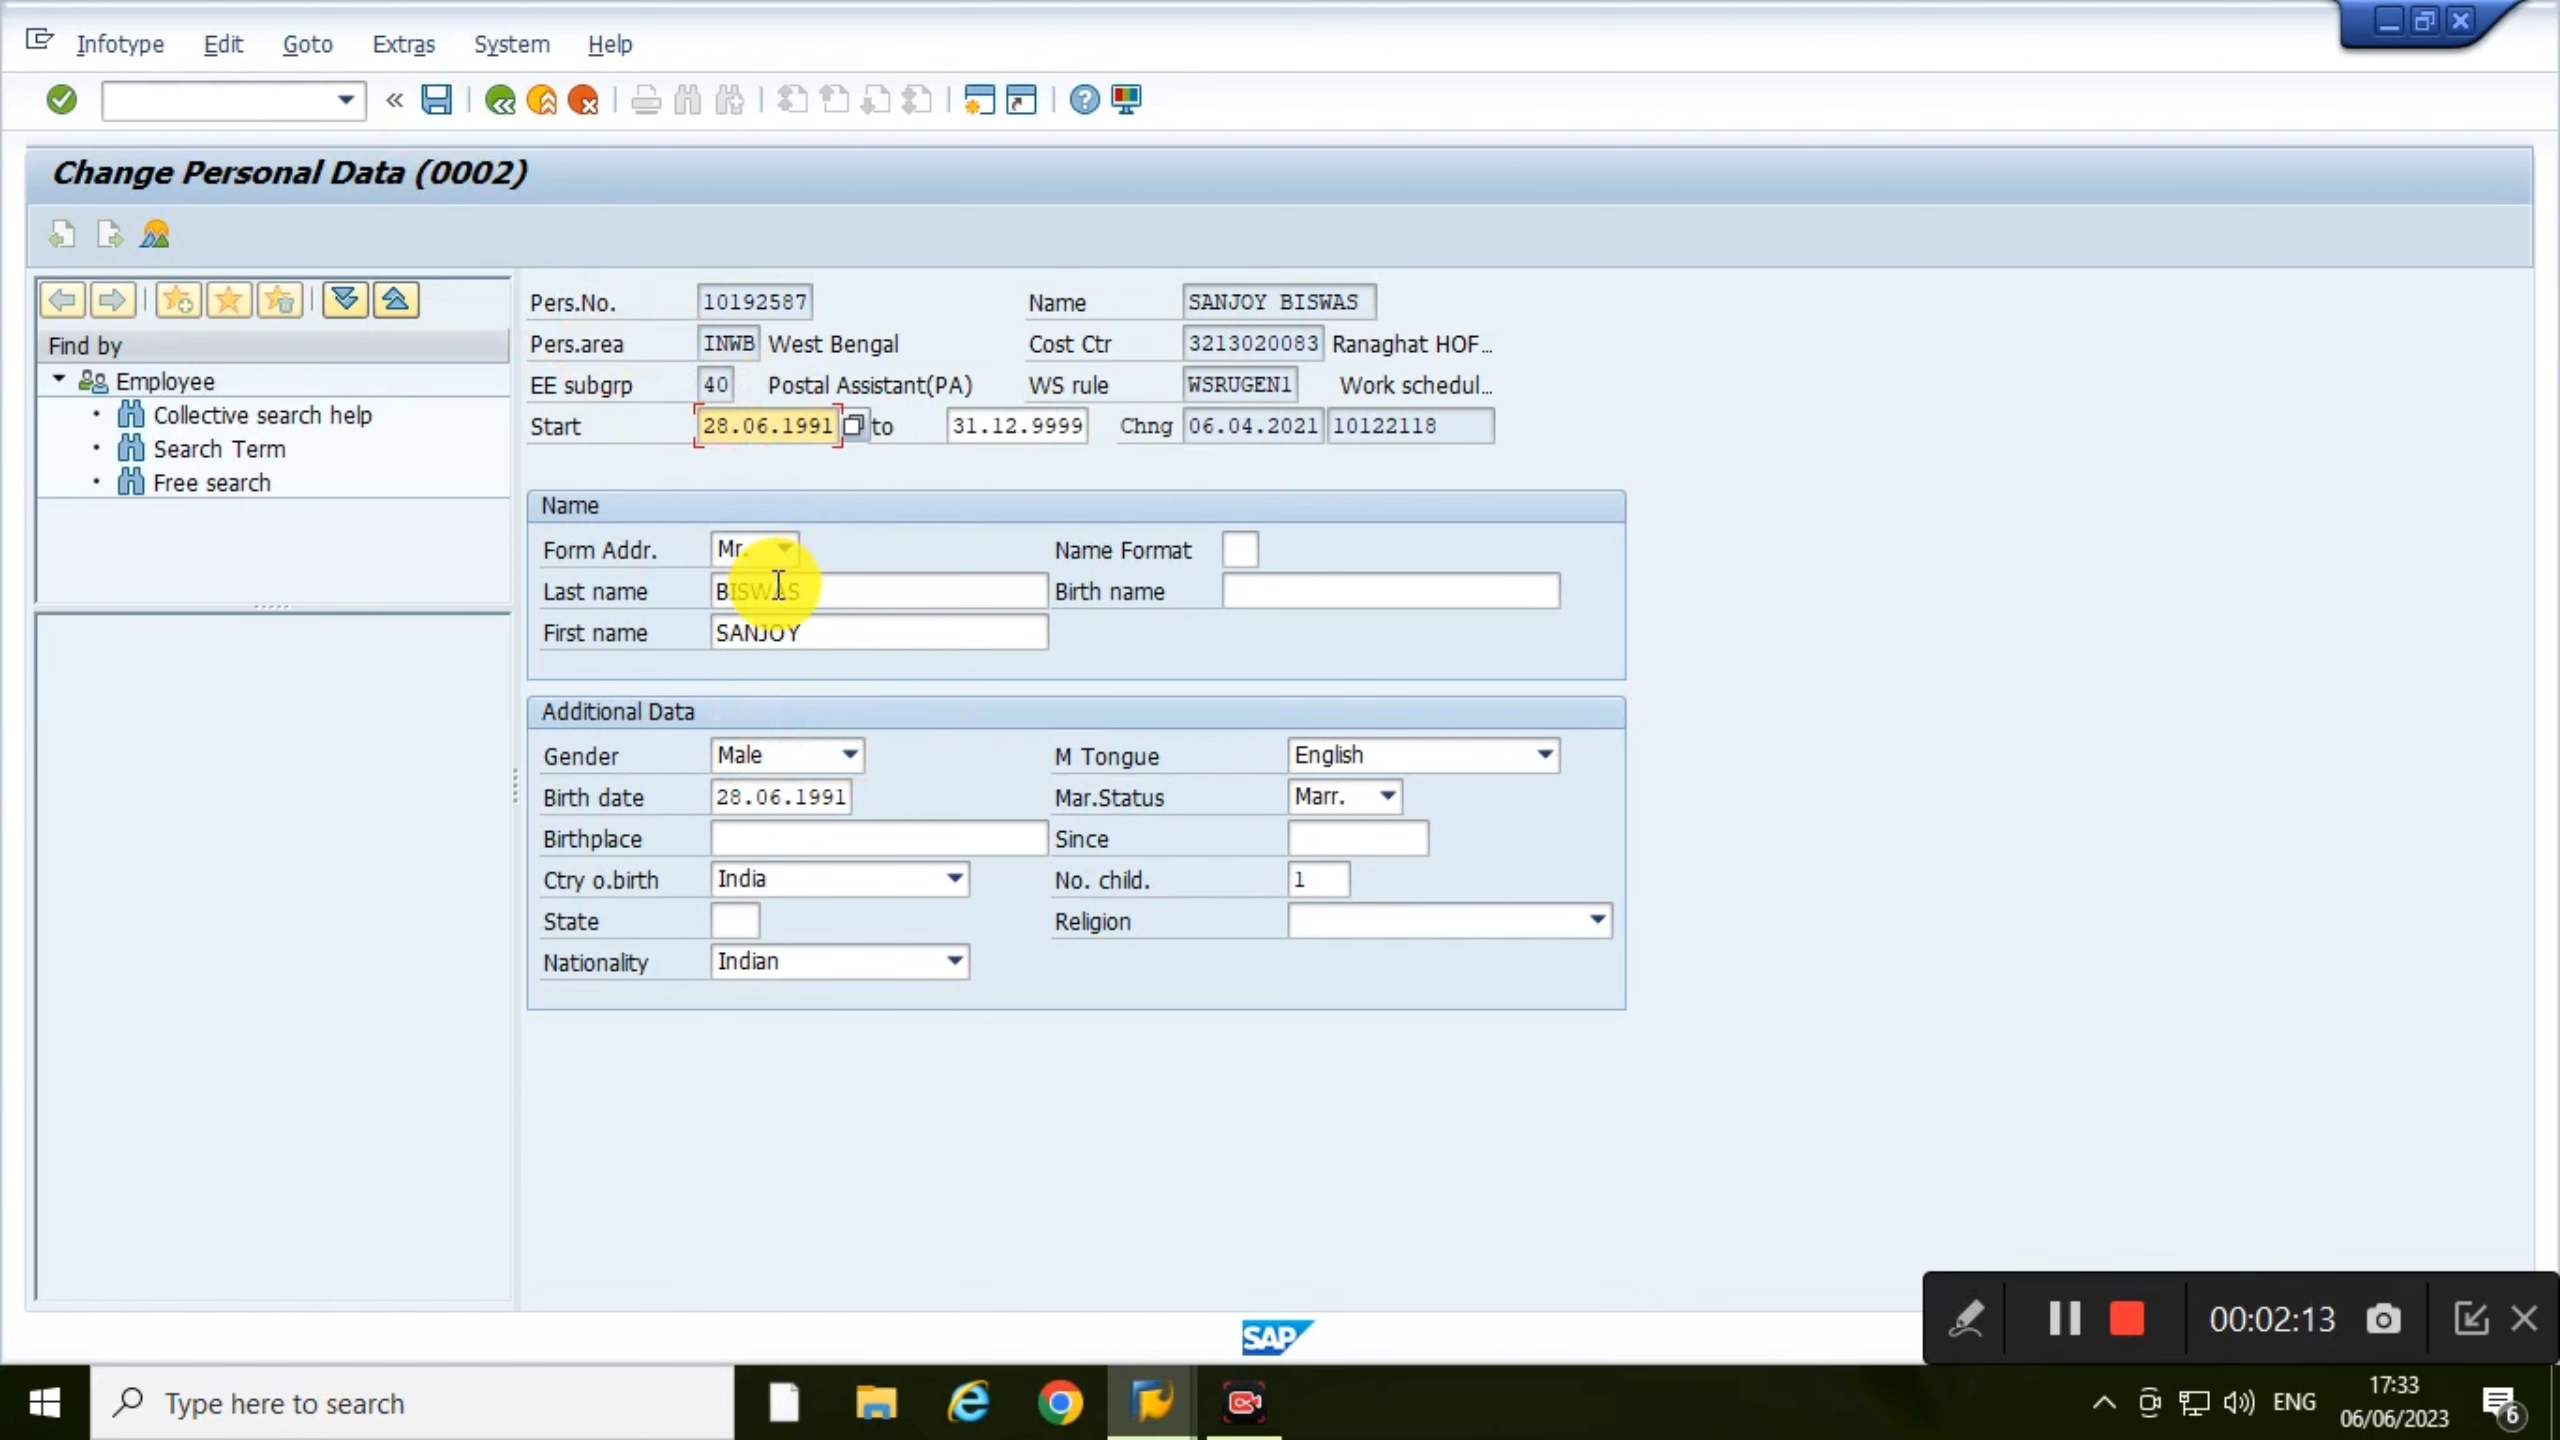 Infotype Edit Goto Extras System Help
Change Personal Data (0002)
Find by
Employee
Collective search help
Search Term
Free search
Pers.No. 10192587 Name SANJOY BISWAS
Pers.area INWB West Bengal Cost Ctr 3213020083 Ranaghat HOF...
EE subgrp 40 Postal Assistant(PA) WS rule WSRUGEN1 Work schedul...
Start 28.06.1991 to 31.12.9999 Chng 06.04.2021 10122118
Name
Form Addr. Mr. Name Format
Last name BISWAS Birth name
First name SANJOY
Additional Data
Gender Male M Tongue English
Birth date 28.06.1991 Mar.Status Marr.
Birthplace Since
Ctry o.birth India No. child. 1
State Religion
Nationality Indian
00:02:13
SAP
Type here to search
ENG
17:33
06/06/2023
6